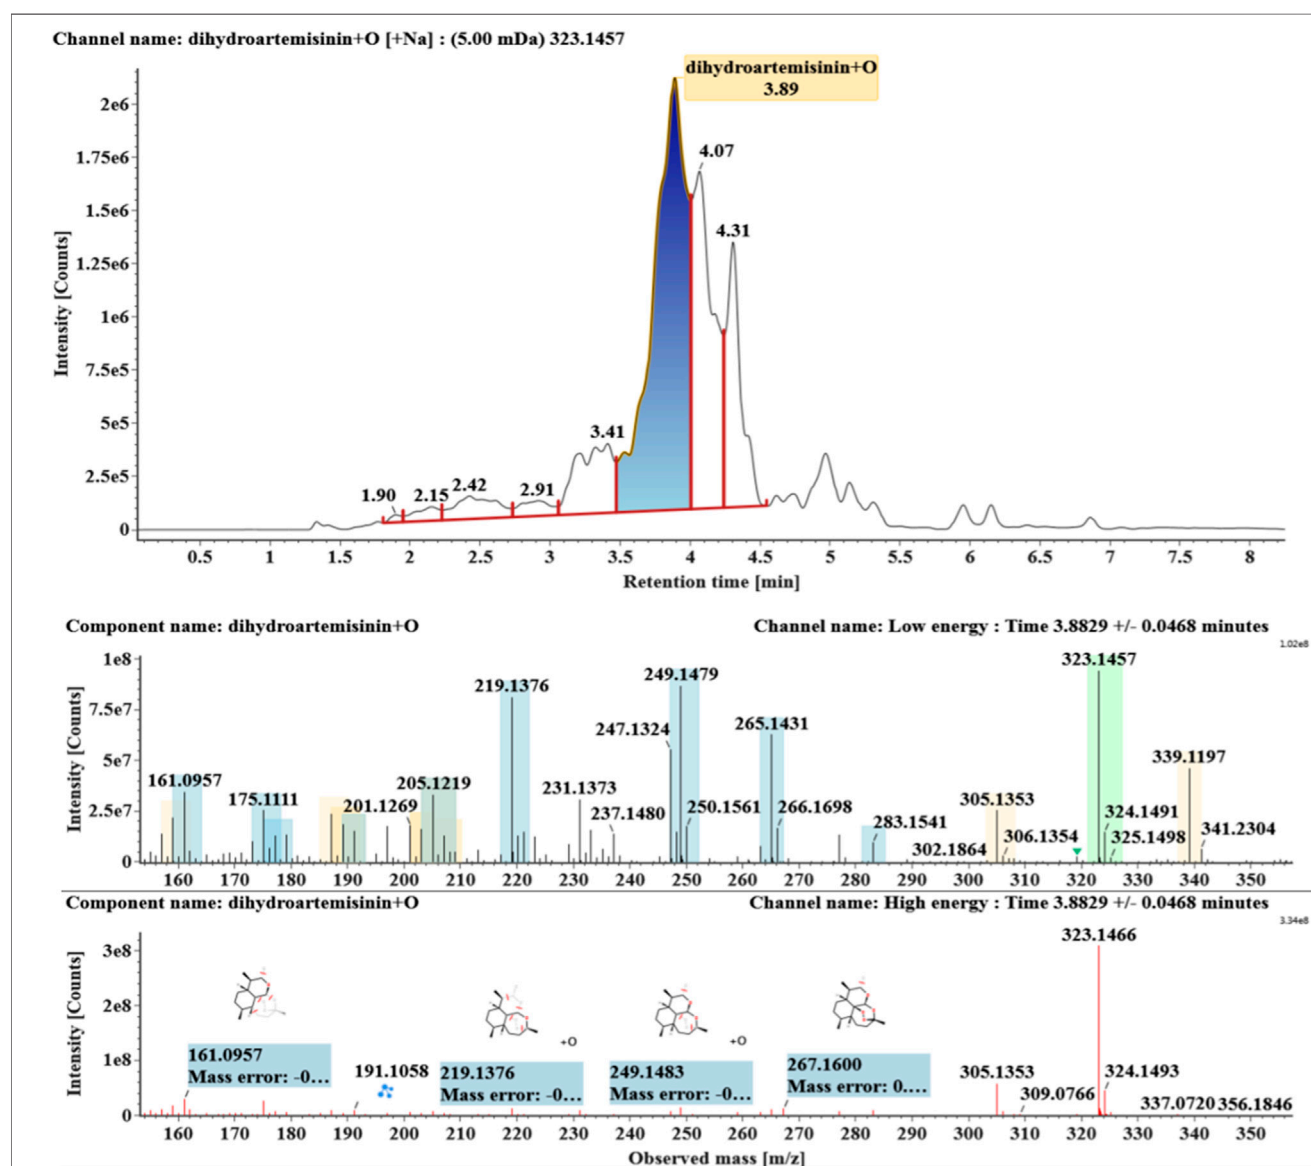 Channel name: dihydroartemisinin+O [+Na] : (5.00 mDa) 323.1457
Intensity [Counts]
2e6
1.75e6
1.5e6
1.25e6
1e6
7.5e5
5e5
2.5e5
0
dihydroartemisinin+O
3.89
4.07
4.31
3.41
1.90
2.15
2.42
2.91
0.5 1 1.5 2 2.5 3 3.5 4 4.5 5 5.5 6 6.5 7 7.5 8
Retention time [min]
Component name: dihydroartemisinin+O Channel name: Low energy : Time 3.8829 +/- 0.0468 minutes
1.02e8
Intensity [Counts]
1e8
7.5e7
5e7
2.5e7
0
161.0957
175.1111
201.1269
205.1219
219.1376
231.1373
237.1480
247.1324
249.1479
250.1561
265.1431
266.1698
283.1541
302.1864
305.1353
306.1354
323.1457
324.1491
325.1498
339.1197
341.2304
160 170 180 190 200 210 220 230 240 250 260 270 280 290 300 310 320 330 340 350
Component name: dihydroartemisinin+O Channel name: High energy : Time 3.8829 +/- 0.0468 minutes
3.34e8
Intensity [Counts]
3e8
2e8
1e8
0
161.0957
Mass error: -0...
191.1058
+O
219.1376
Mass error: -0...
+O
249.1483
Mass error: -0...
267.1600
Mass error: 0....
305.1353
309.0766
323.1466
324.1493
337.0720
356.1846
160 170 180 190 200 210 220 230 240 250 260 270 280 290 300 310 320 330 340 350
Observed mass [m/z]